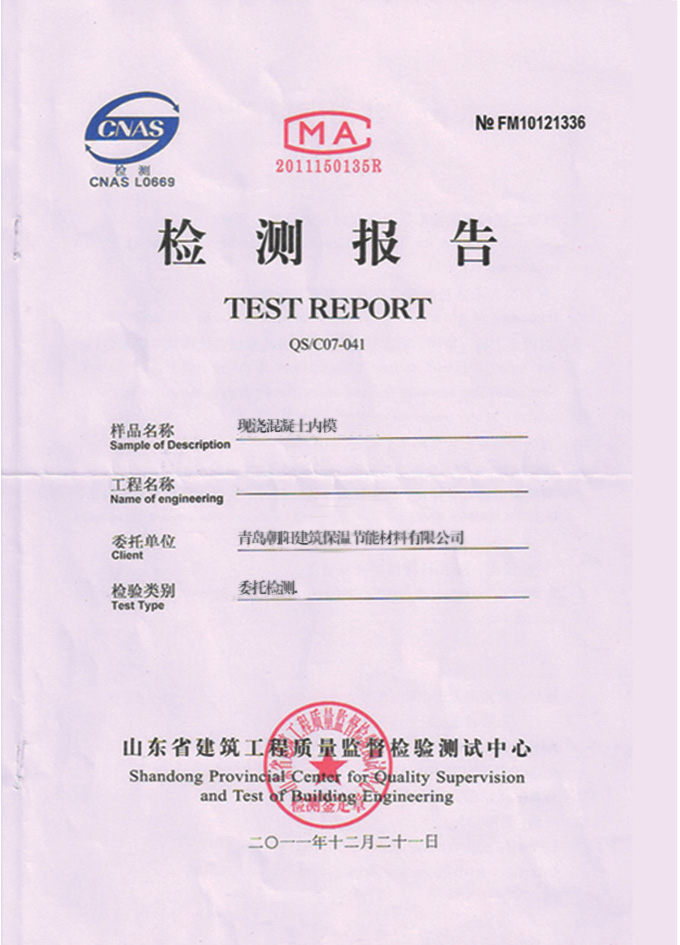 CNAS
检 测
CNAS L0669
MA
2011150135R
№ FM10121336
检测报告
TEST REPORT
QS/C07-041
样品名称 现浇混凝土内模
Sample of Description
工程名称
Name of engineering
委托单位 青岛朝阳建筑保温节能材料有限公司
Client
检验类别 委托检测.
Test Type
山东省建筑工程质量监督检验测试中心
Shandong Provincial Center for Quality Supervision
and Test of Building Engineering
检测鉴定章
二〇一一年十二月二十一日